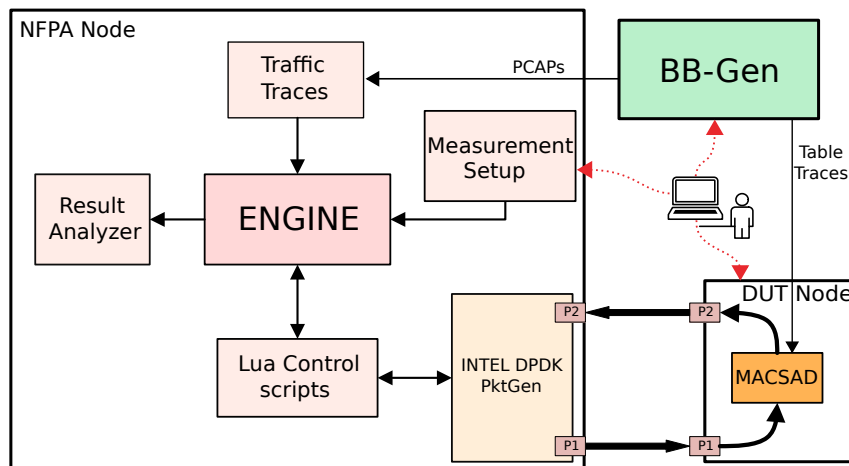 NFPA Node
Traffic
Traces
PCAPs
BB-Gen
Measurement
Setup
Table
Traces
Result
Analyzer
ENGINE
DUT Node
P2
P2
INTEL DPDK
PktGen
Lua Control
scripts
MACSAD
P1
P1